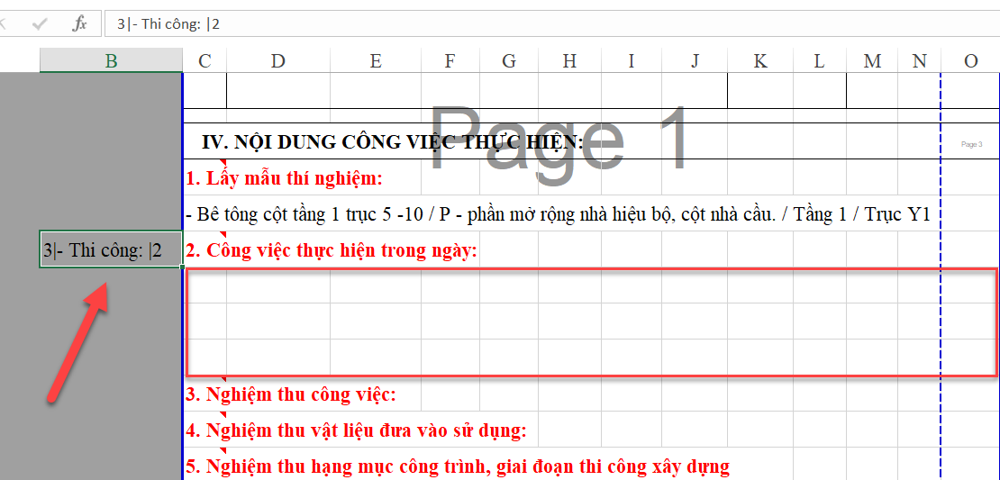 fx 3|- Thi công: |2
B C D E F G H I J K L M N O
Page 1
IV. NỘI DUNG CÔNG VIỆC THỰC HIỆN:
Page 3
1. Lấy mẫu thí nghiệm:
- Bê tông cột tầng 1 trục 5 -10 / P - phần mở rộng nhà hiệu bộ, cột nhà cầu. / Tầng 1 / Trục Y1
3|- Thi công: |2 2. Công việc thực hiện trong ngày:
3. Nghiệm thu công việc:
4. Nghiệm thu vật liệu đưa vào sử dụng:
5. Nghiệm thu hạng mục công trình, giai đoạn thi công xây dựng